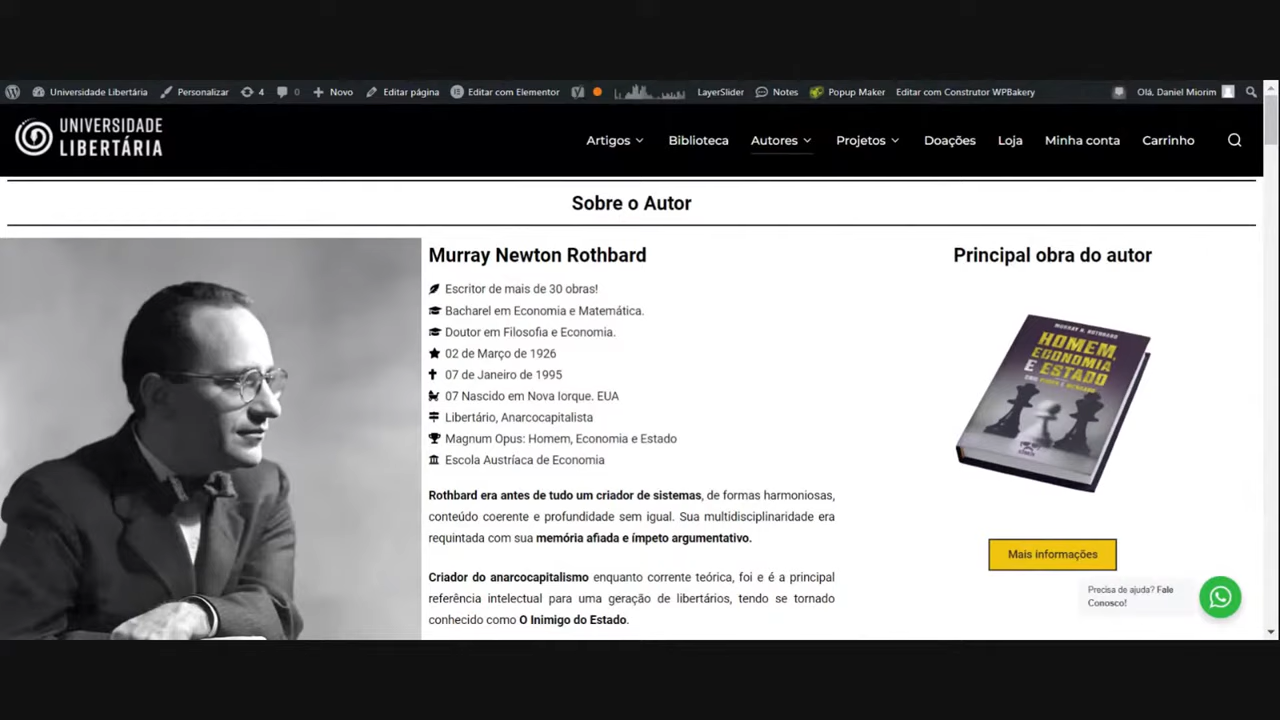 Universidade Libertária Personalizar 4 0 Novo Editar página Editar com Elementor LayerSlider Notes Popup Maker Editar com Construtor WPBakery Olá, Daniel Miorim
UNIVERSIDADE
LIBERTÁRIA
Artigos Biblioteca Autores Projetos Doações Loja Minha conta Carrinho
Sobre o Autor
Murray Newton Rothbard
Escritor de mais de 30 obras!
Bacharel em Economia e Matemática.
Doutor em Filosofia e Economia.
02 de Março de 1926
07 de Janeiro de 1995
07 Nascido em Nova Iorque. EUA
Libertário, Anarcocapitalista
Magnum Opus: Homem, Economia e Estado
Escola Austríaca de Economia
Rothbard era antes de tudo um criador de sistemas, de formas harmoniosas,
conteúdo coerente e profundidade sem igual. Sua multidisciplinaridade era
requintada com sua memória afiada e ímpeto argumentativo.
Criador do anarcocapitalismo enquanto corrente teórica, foi e é a principal
referência intelectual para uma geração de libertários, tendo se tornado
conhecido como O Inimigo do Estado.
Principal obra do autor
MURRAY N. ROTHBARD
HOMEM,
ECONOMIA
E ESTADO
COM PODER E MERCADO
Mais informações
Precisa de ajuda? Fale
Conosco!